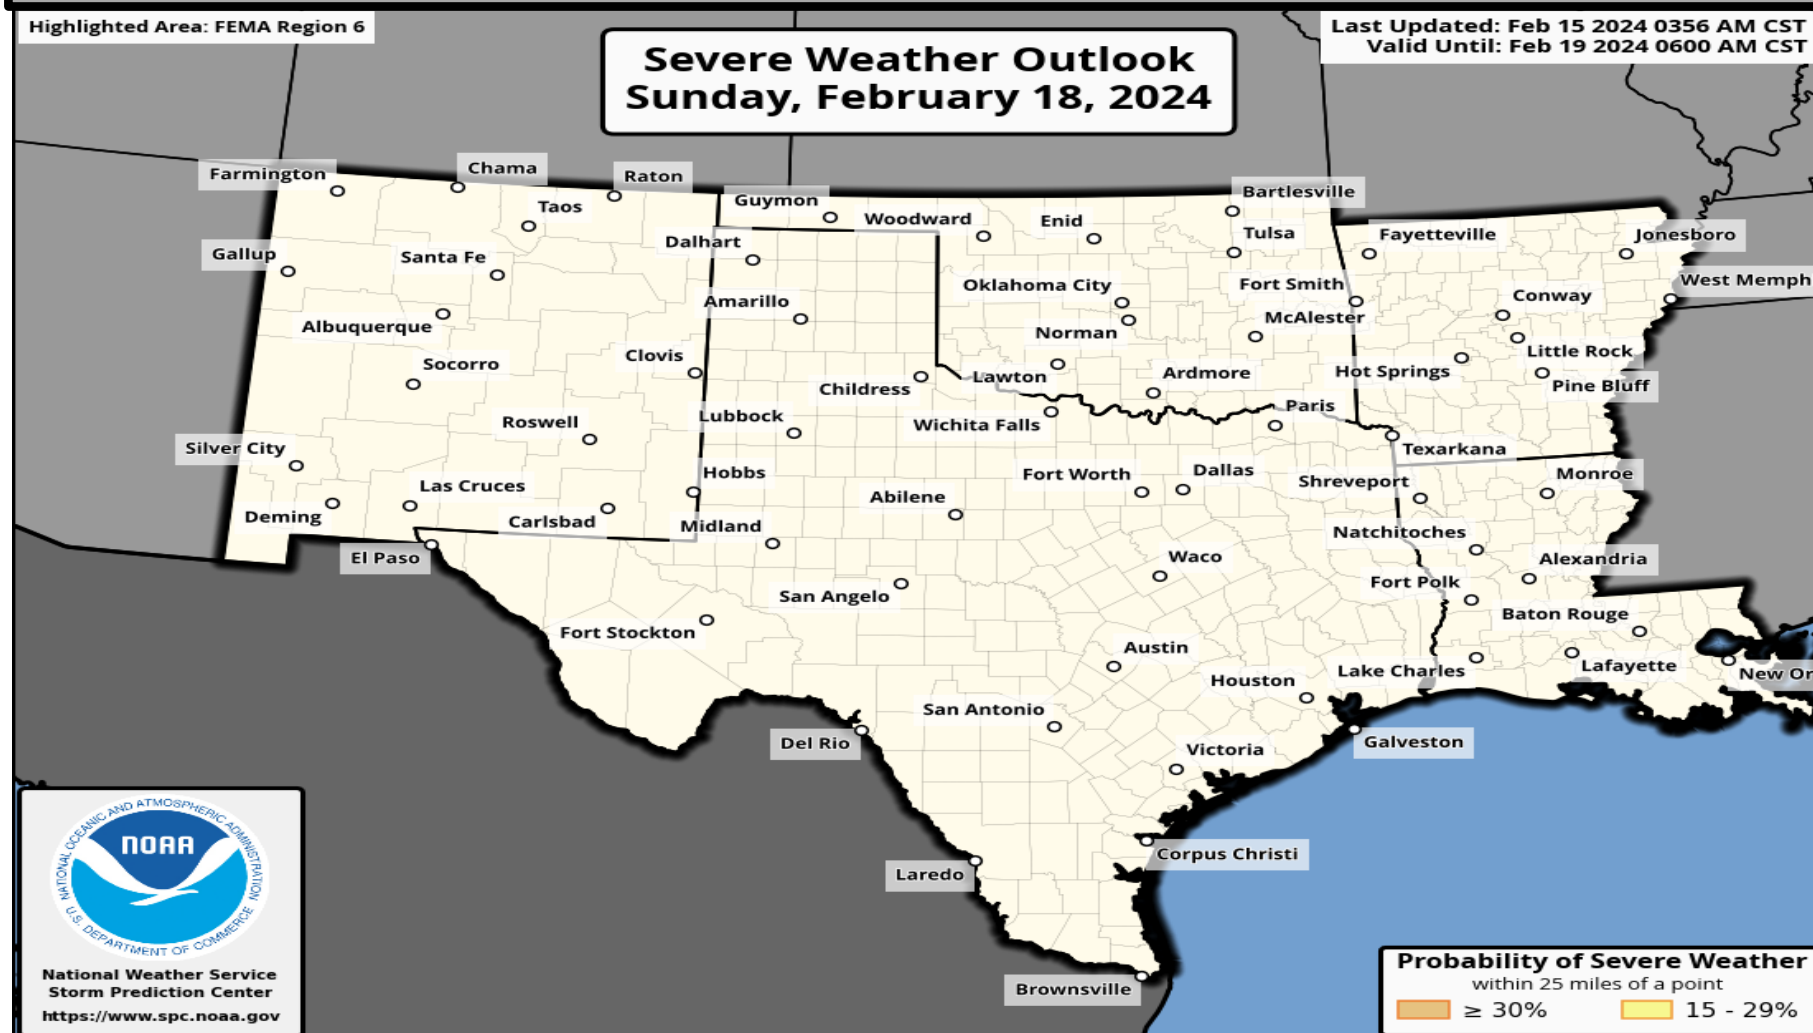 Highlighted Area: FEMA Region 6
Severe Weather Outlook
Sunday, February 18, 2024
Last Updated: Feb 15 2024 0356 AM CST
Valid Until: Feb 19 2024 0600 AM CST
Farmington
Chama
Raton
Taos
Guymon
Woodward
Enid
Bartlesville
Gallup
Santa Fe
Dalhart
Tulsa
Fayetteville
Jonesboro
Albuquerque
Amarillo
Oklahoma City
Fort Smith
Conway
West Memph
Norman
McAlester
Socorro
Clovis
Childress
Lawton
Ardmore
Hot Springs
Little Rock
Pine Bluff
Roswell
Lubbock
Wichita Falls
Paris
Texarkana
Silver City
Las Cruces
Hobbs
Abilene
Fort Worth
Dallas
Shreveport
Monroe
Deming
Carlsbad
Midland
Natchitoches
El Paso
Waco
Alexandria
San Angelo
Fort Polk
Fort Stockton
Baton Rouge
Austin
Houston
Lake Charles
Lafayette
New Or
San Antonio
Del Rio
Victoria
Galveston
Laredo
Corpus Christi
Brownsville
NATIONAL OCEANIC AND ATMOSPHERIC ADMINISTRATION
NOAA
U.S. DEPARTMENT OF COMMERCE
National Weather Service
Storm Prediction Center
https://www.spc.noaa.gov
Probability of Severe Weather
within 25 miles of a point
≥ 30%
15 - 29%